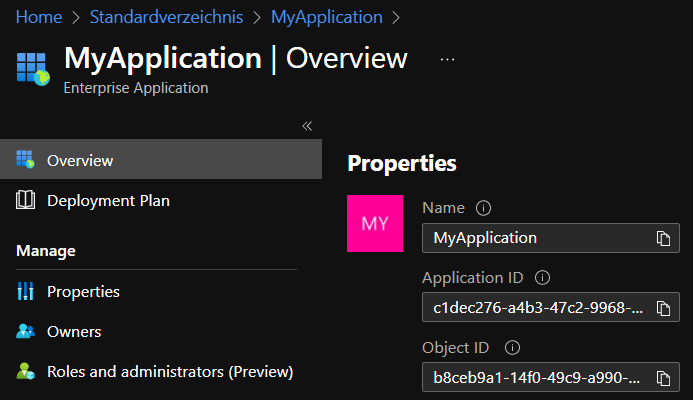 Home > Standardverzeichnis > MyApplication >
MyApplication | Overview ...
Enterprise Application
«
Overview
Deployment Plan
Manage
Properties
Owners
Roles and administrators (Preview)
Properties
MY
Name
MyApplication
Application ID
c1dec276-a4b3-47c2-9968-...
Object ID
b8ceb9a1-14f0-49c9-a990-...